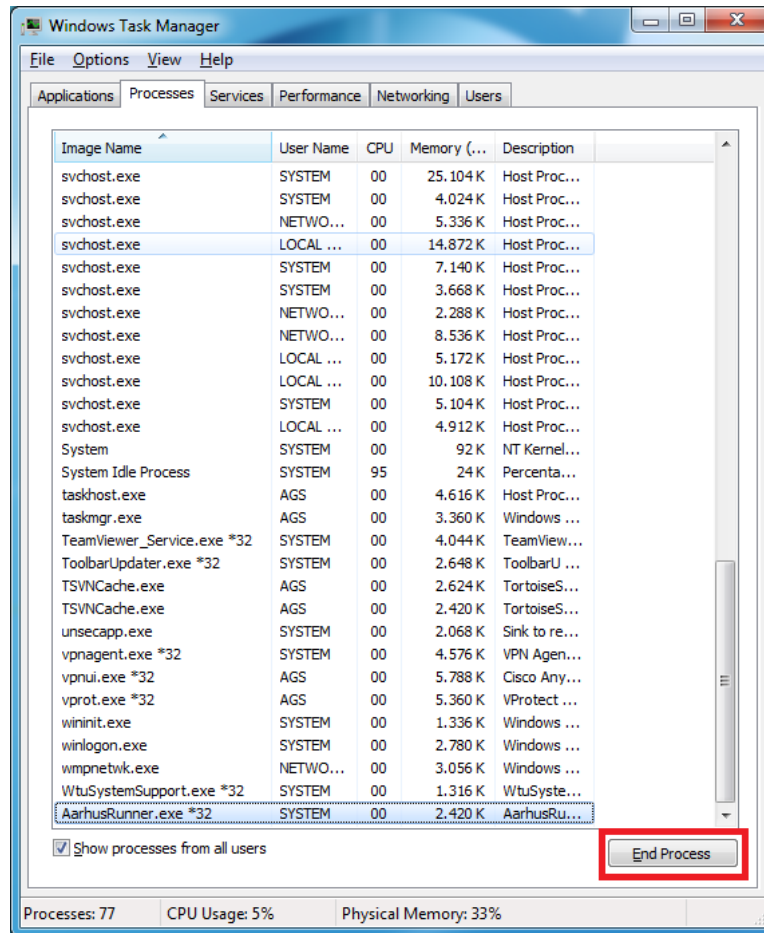 Windows Task Manager
File Options View Help
Applications Processes Services Performance Networking Users
Image Name User Name CPU Memory (... Description
svchost.exe SYSTEM 00 25.104 K Host Proc...
svchost.exe SYSTEM 00 4.024 K Host Proc...
svchost.exe NETWO... 00 5.336 K Host Proc...
svchost.exe LOCAL ... 00 14.872 K Host Proc...
svchost.exe SYSTEM 00 7.140 K Host Proc...
svchost.exe SYSTEM 00 3.668 K Host Proc...
svchost.exe NETWO... 00 2.288 K Host Proc...
svchost.exe NETWO... 00 8.536 K Host Proc...
svchost.exe LOCAL ... 00 5.172 K Host Proc...
svchost.exe LOCAL ... 00 10.108 K Host Proc...
svchost.exe SYSTEM 00 5.104 K Host Proc...
svchost.exe LOCAL ... 00 4.912 K Host Proc...
System SYSTEM 00 92 K NT Kernel...
System Idle Process SYSTEM 95 24 K Percenta...
taskhost.exe AGS 00 4.616 K Host Proc...
taskmgr.exe AGS 00 3.360 K Windows ...
TeamViewer_Service.exe *32 SYSTEM 00 4.044 K TeamView...
ToolbarUpdater.exe *32 SYSTEM 00 2.648 K ToolbarU ...
TSVNCache.exe AGS 00 2.624 K TortoiseS...
TSVNCache.exe AGS 00 2.420 K TortoiseS...
unsecapp.exe SYSTEM 00 2.068 K Sink to re...
vpnagent.exe *32 SYSTEM 00 4.576 K VPN Agen...
vpnui.exe *32 AGS 00 5.788 K Cisco Any...
vprot.exe *32 AGS 00 5.360 K VProtect ...
wininit.exe SYSTEM 00 1.336 K Windows ...
winlogon.exe SYSTEM 00 2.780 K Windows ...
wmpnetwk.exe NETWO... 00 3.056 K Windows ...
WtuSystemSupport.exe *32 SYSTEM 00 1.316 K WtuSyste...
AarhusRunner.exe *32 SYSTEM 00 2.420 K AarhusRu...
Show processes from all users
End Process
Processes: 77 CPU Usage: 5% Physical Memory: 33%